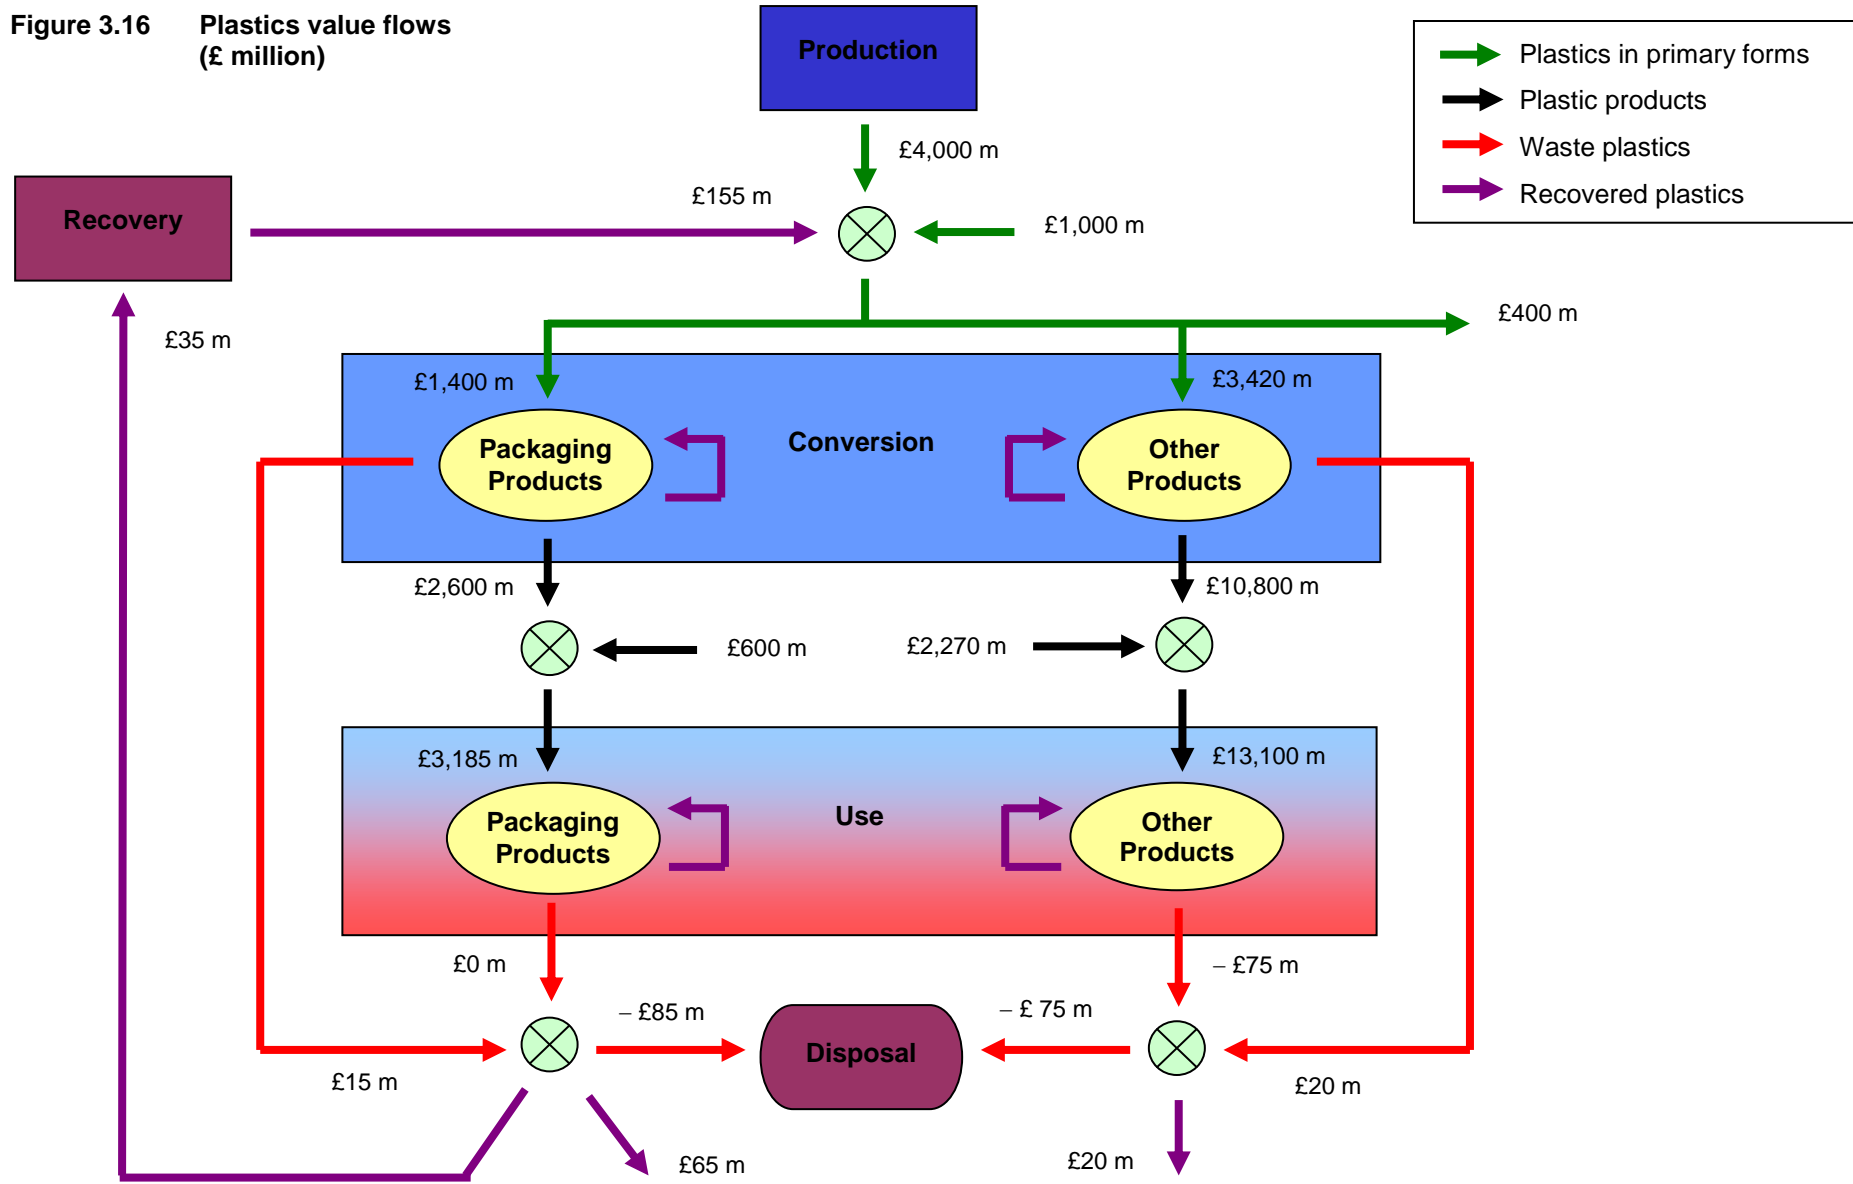 Figure 3.16 Plastics value flows
(£ million)
Production
Plastics in primary forms
Plastic products
Waste plastics
Recovered plastics
£4,000 m
£155 m
Recovery
£1,000 m
£400 m
£35 m
£1,400 m
£3,420 m
Packaging
Products
Conversion
Other
Products
£2,600 m
£10,800 m
£600 m
£2,270 m
£3,185 m
£13,100 m
Packaging
Products
Use
Other
Products
£0 m
– £75 m
– £85 m
– £ 75 m
Disposal
£15 m
£20 m
£65 m
£20 m